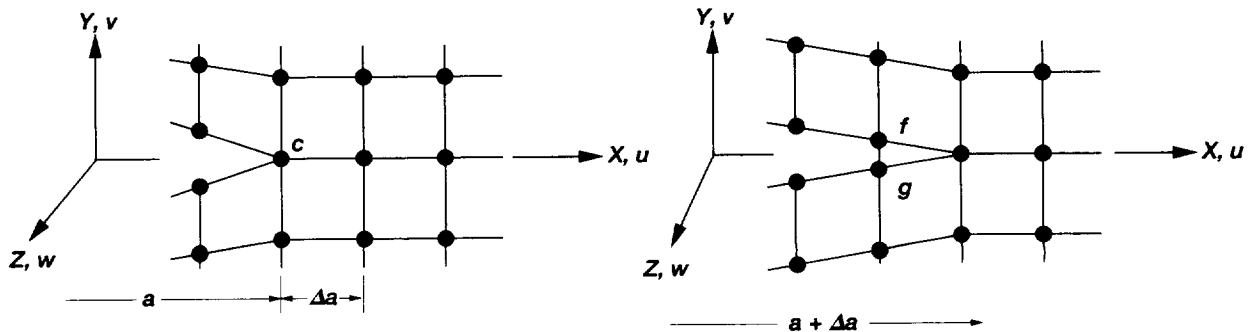 Y, v
c
X, u
Z, w
a
Δa
Y, v
f
g
X, u
Z, w
a + Δa